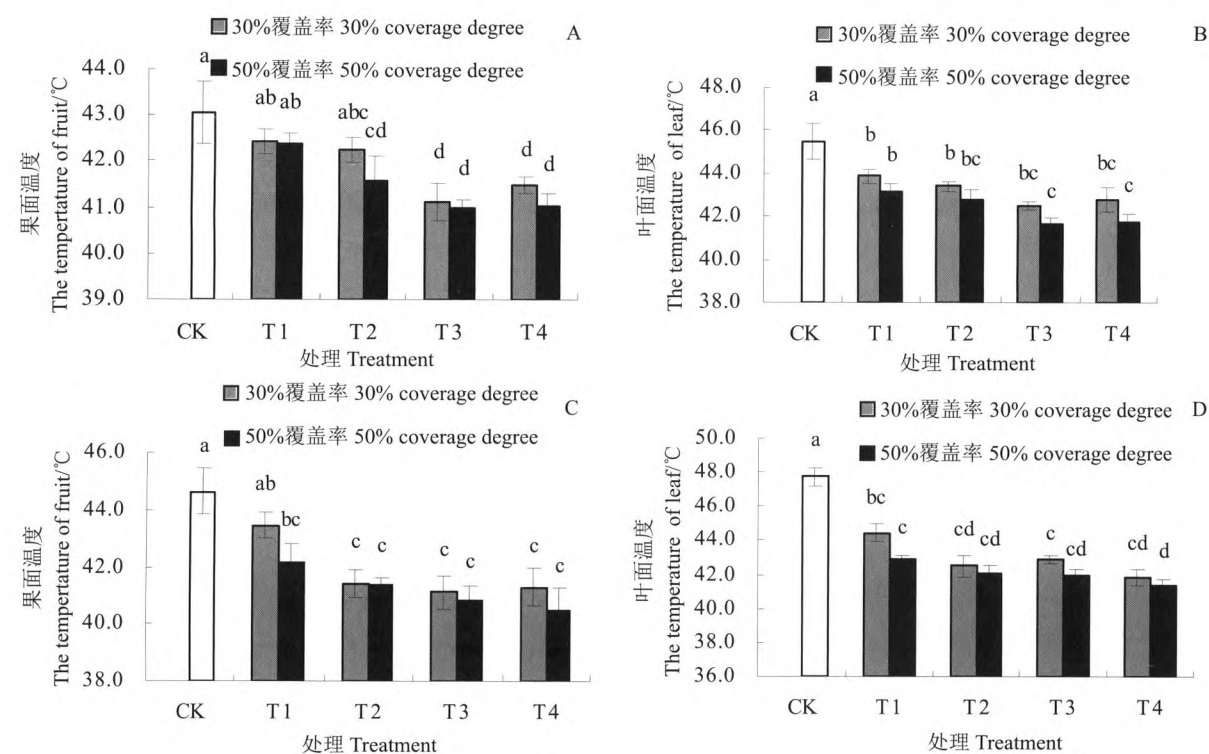 30%覆盖率 30% coverage degree
A
50%覆盖率 50% coverage degree
果面温度
The tempertature of fruit/℃
44.0
43.0
42.0
41.0
40.0
39.0
a
ab ab
abc cd
d d
d d
CK T1 T2 T3 T4
处理 Treatment
30%覆盖率 30% coverage degree
B
50%覆盖率 50% coverage degree
叶面温度
The temperature of leaf/℃
48.0
46.0
44.0
42.0
40.0
38.0
a
b b
b bc
bc c
bc c
CK T1 T2 T3 T4
处理 Treatment
30%覆盖率 30% coverage degree
C
50%覆盖率 50% coverage degree
果面温度
The tempertature of fruit/℃
46.0
44.0
42.0
40.0
38.0
a
ab bc
c c
c c
c c
CK T1 T2 T3 T4
处理 Treatment
30%覆盖率 30% coverage degree
D
50%覆盖率 50% coverage degree
叶面温度
The temperature of leaf/℃
50.0
48.0
46.0
44.0
42.0
40.0
38.0
36.0
a
bc c
cd cd
c cd
cd d
CK T1 T2 T3 T4
处理 Treatment